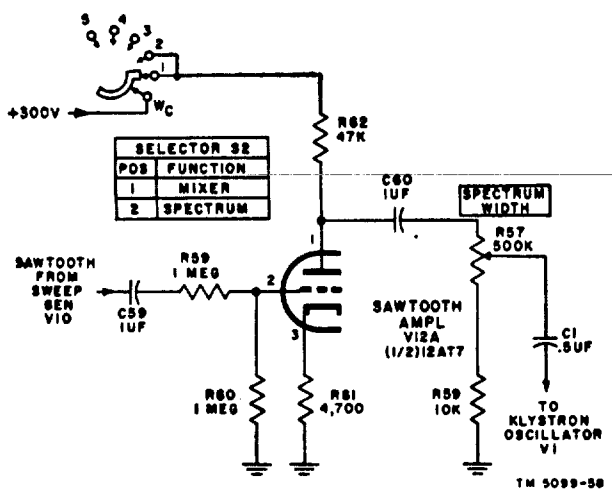 5
4
3
2
1
WC
+300V
R62
47K
SELECTOR S2
POS FUNCTION
1 MIXER
2 SPECTRUM
C60
1UF
SPECTRUM
WIDTH
R57
500K
1
SAWTOOTH
FROM
SWEEP
GEN
V10
R59
1 MEG
C59
1UF
2
3
SAWTOOTH
AMPL
V12A
(1/2)12AT7
C1
.5UF
R60
1 MEG
R61
4,700
R59
10K
TO
KLYSTRON
OSCILLATOR
V1
TM 5099-58